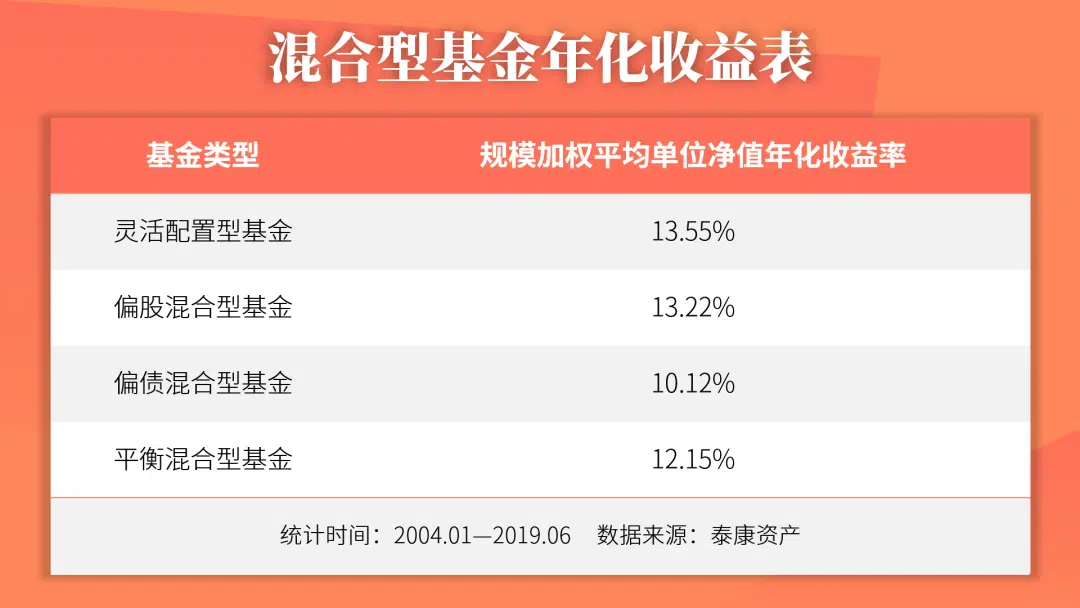 混合型基金年化收益表
基金类型 规模加权平均单位净值年化收益率
灵活配置型基金 13.55%
偏股混合型基金 13.22%
偏债混合型基金 10.12%
平衡混合型基金 12.15%
统计时间：2004.01—2019.06 数据来源：泰康资产